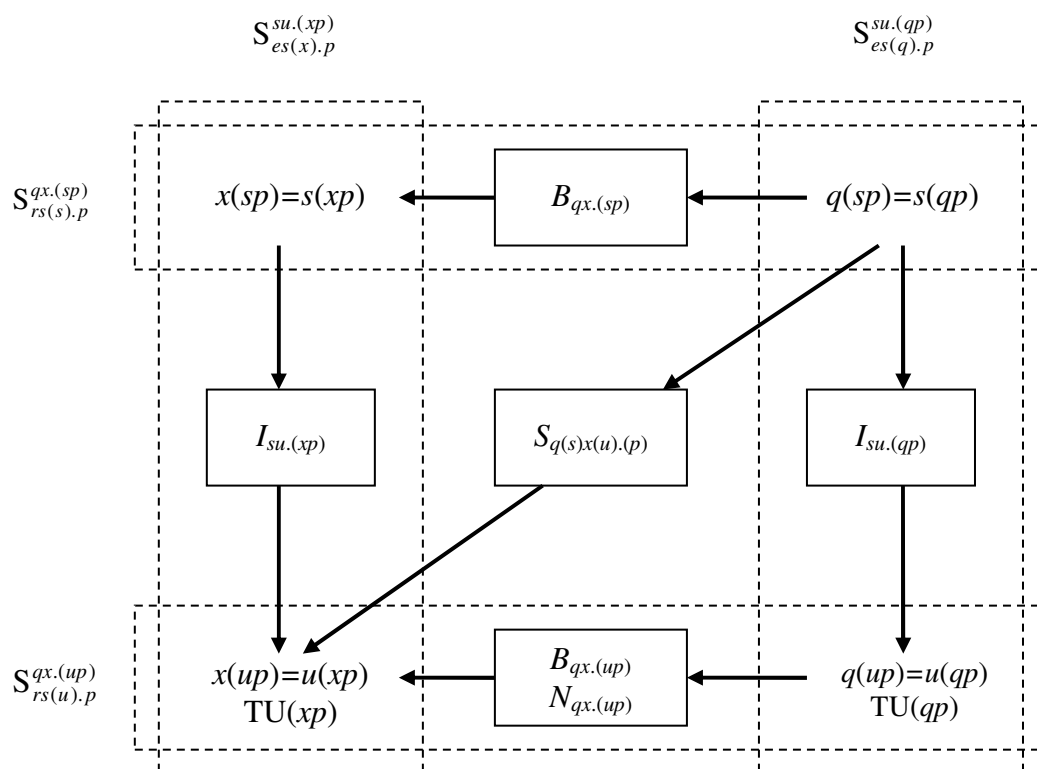 S^{su.(xp)}_{es(x).p} S^{su.(qp)}_{es(q).p}
S^{qx.(sp)}_{rs(s).p} x(sp)=s(xp) B_{qx.(sp)} q(sp)=s(qp)
I_{su.(xp)} S_{q(s)x(u).(p)} I_{su.(qp)}
S^{qx.(up)}_{rs(u).p} x(up)=u(xp) B_{qx.(up)} q(up)=u(qp)
TU(xp) N_{qx.(up)} TU(qp)